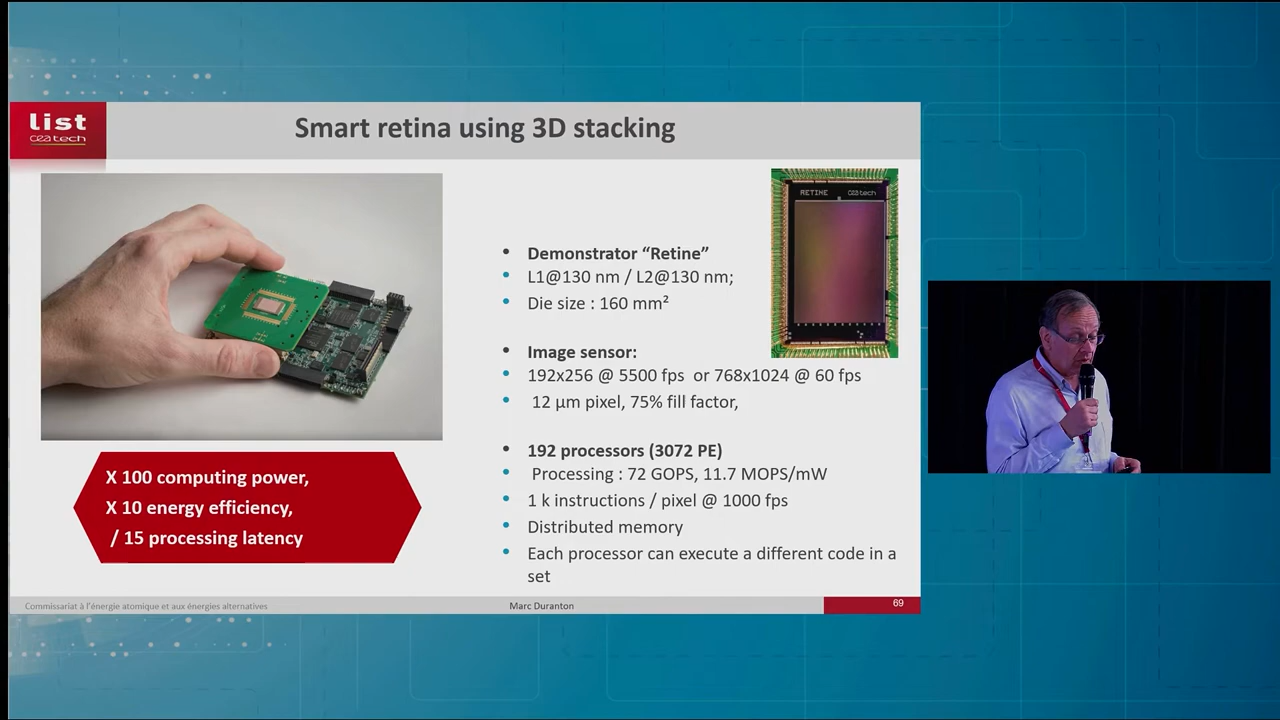 list
ceatech
Smart retina using 3D stacking
RETINE
ceatech
• Demonstrator “Retine”
• L1@130 nm / L2@130 nm;
• Die size : 160 mm²
• Image sensor:
• 192x256 @ 5500 fps or 768x1024 @ 60 fps
• 12 µm pixel, 75% fill factor,
• 192 processors (3072 PE)
• Processing : 72 GOPS, 11.7 MOPS/mW
• 1 k instructions / pixel @ 1000 fps
• Distributed memory
• Each processor can execute a different code in a
set
X 100 computing power,
X 10 energy efficiency,
/ 15 processing latency
Commissariat à l'énergie atomique et aux énergies alternatives
Marc Duranton
69